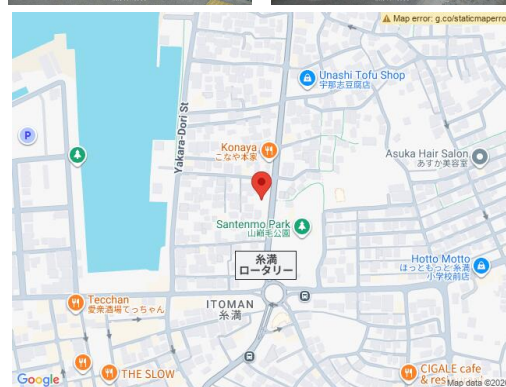 Map error: g.co/staticmaperro
Unashi Tofu Shop
宇那志豆腐店
Yakara-Dori St
Konaya
こなや本家
Asuka Hair Salon
あすか美容室
P
Santenmo Park
山巓毛公園
糸満
ロータリー
Hotto Motto
ほっともっと 糸満
小学校前店
ITOMAN
糸満
Tecchan
愛衆酒場てっちゃん
THE SLOW
CIGALE cafe
& res
Google
Map data ©202